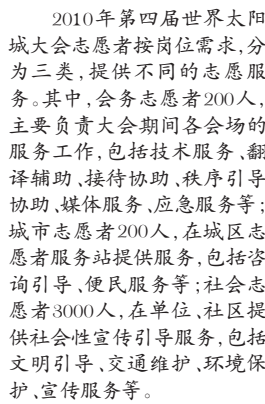 2010年第四届世界太阳
城大会志愿者按岗位需求,分
为三类,提供不同的志愿服
务。其中,会务志愿者200人,
主要负责大会期间各会场的
服务工作,包括技术服务、翻
译辅助、接待协助、秩序引导
协助、媒体服务、应急服务等;
城市志愿者200人,在城区志
愿者服务站提供服务,包括咨
询引导、便民服务等;社会志
愿者3000人,在单位、社区提
供社会性宣传引导服务,包括
文明引导、交通维护、环境保
护、宣传服务等。